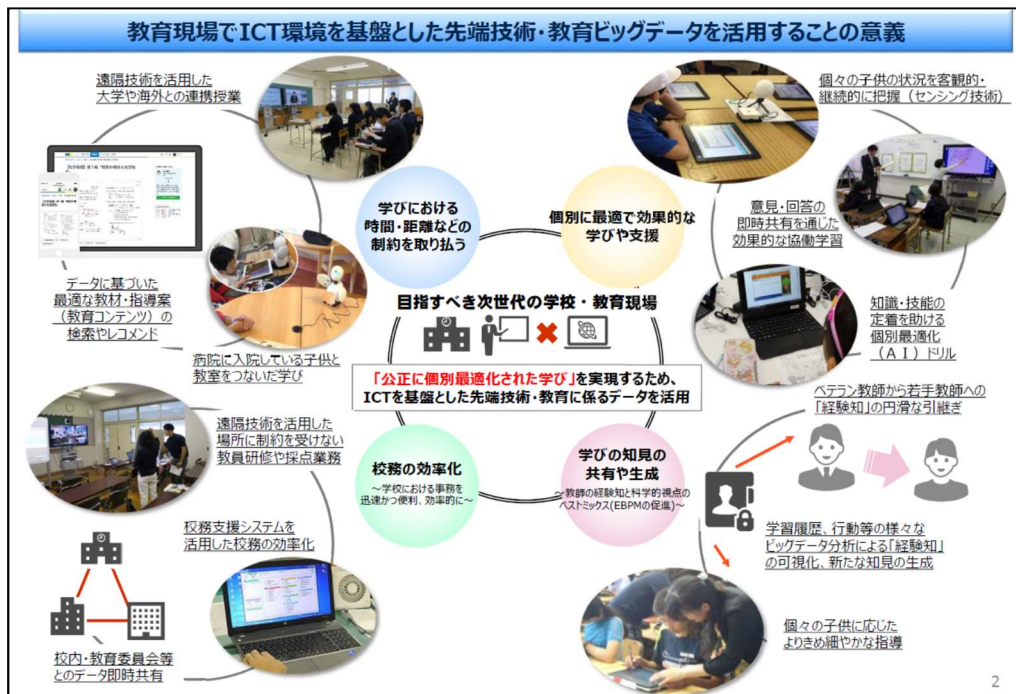 教育現場でICT環境を基盤とした先端技術・教育ビッグデータを活用することの意義
遠隔技術を活用した
大学や海外との連携授業
データに基づいた
最適な教材・指導案
（教育コンテンツ）の
検索やレコメンド
病院に入院している子供と
教室をつないだ学び
学びにおける
時間・距離などの
制約を取り払う
個別に最適で効果的な
学びや支援
個々の子供の状況を客観的・
継続的に把握（センシング技術）
意見・回答の
即時共有を通じた
効果的な協働学習
知識・技能の
定着を助ける
個別最適化
（ＡＩ）ドリル
目指すべき次世代の学校・教育現場
「公正に個別最適化された学び」を実現するため、
ICTを基盤とした先端技術・教育に係るデータを活用
遠隔技術を活用した
場所に制約を受けない
教員研修や採点業務
校務支援システムを
活用した校務の効率化
校内・教育委員会等
とのデータ即時共有
校務の効率化
～学校における事務を
迅速かつ便利、効率的に～
学びの知見の
共有や生成
～教師の経験知と科学的視点の
ベストミックス(EBPMの促進)～
ベテラン教師から若手教師への
「経験知」の円滑な引継ぎ
学習履歴、行動等の様々な
ビッグデータ分析による「経験知」
の可視化、新たな知見の生成
個々の子供に応じた
よりきめ細やかな指導
2